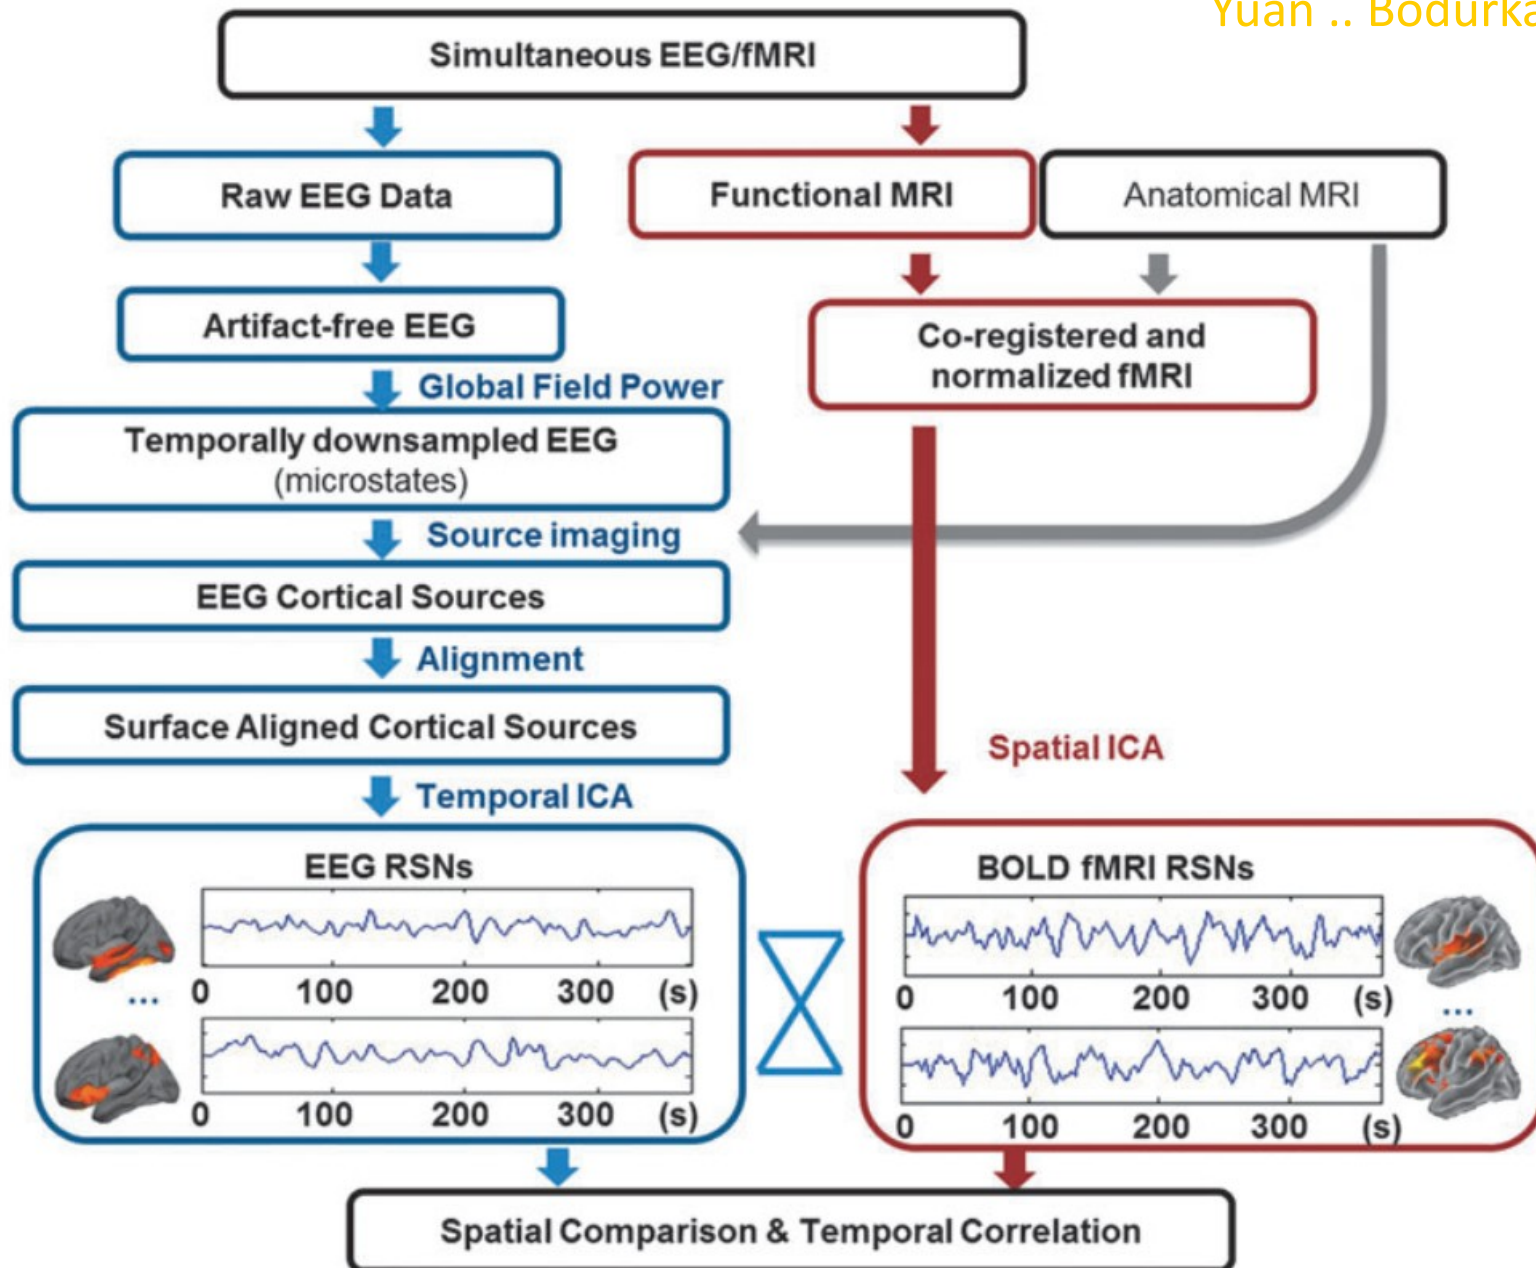 Yuan .. Bodurka
Simultaneous EEG/fMRI
Raw EEG Data
Functional MRI
Anatomical MRI
Artifact-free EEG
Co-registered and
normalized fMRI
Global Field Power
Temporally downsampled EEG
(microstates)
Source imaging
EEG Cortical Sources
Alignment
Surface Aligned Cortical Sources
Spatial ICA
Temporal ICA
EEG RSNs
0 100 200 300 (s)
...
0 100 200 300 (s)
BOLD fMRI RSNs
0 100 200 300 (s)
...
0 100 200 300 (s)
Spatial Comparison & Temporal Correlation